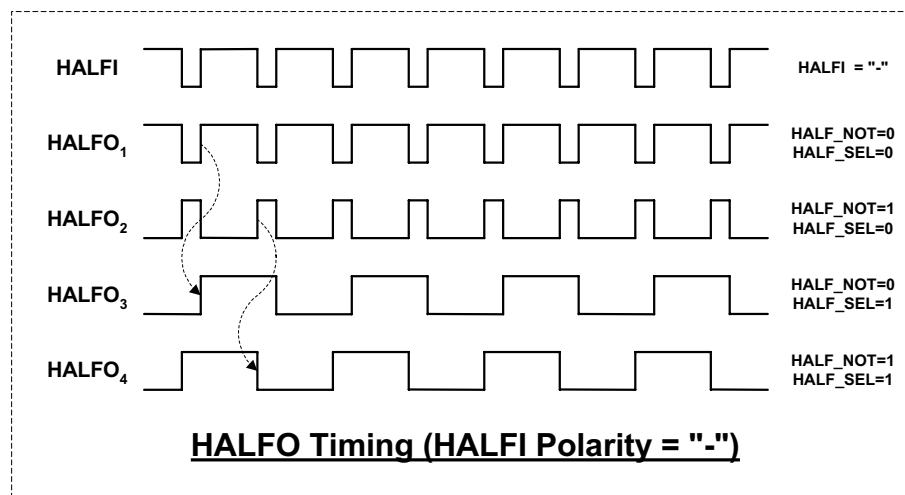 HALFI
HALFI = "-"
HALFO1
HALF_NOT=0
HALF_SEL=0
HALFO2
HALF_NOT=1
HALF_SEL=0
HALFO3
HALF_NOT=0
HALF_SEL=1
HALFO4
HALF_NOT=1
HALF_SEL=1
HALFO Timing (HALFI Polarity = "-")